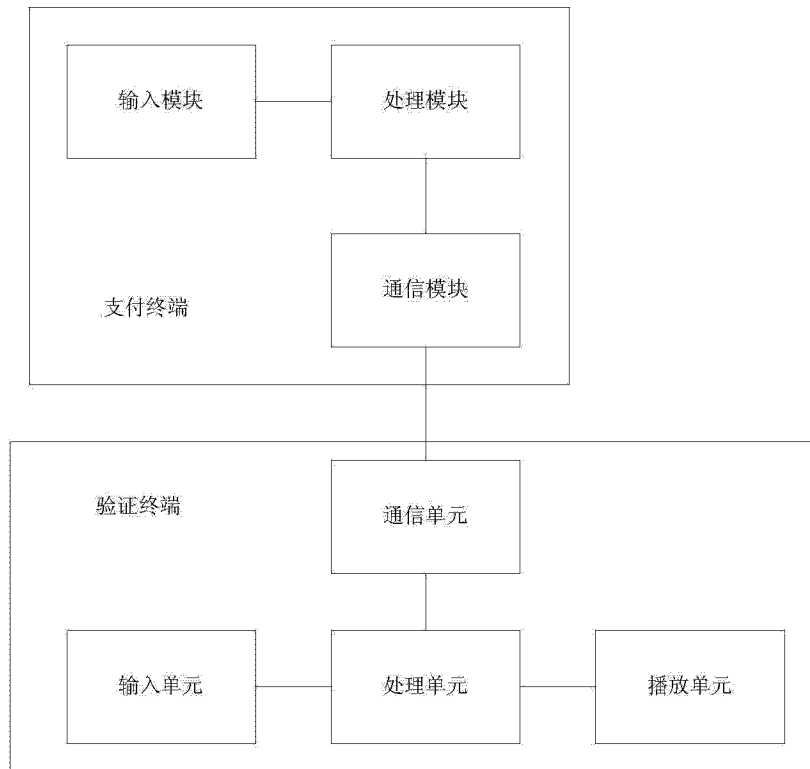 输入模块
处理模块
通信模块
支付终端
验证终端
通信单元
输入单元
处理单元
播放单元